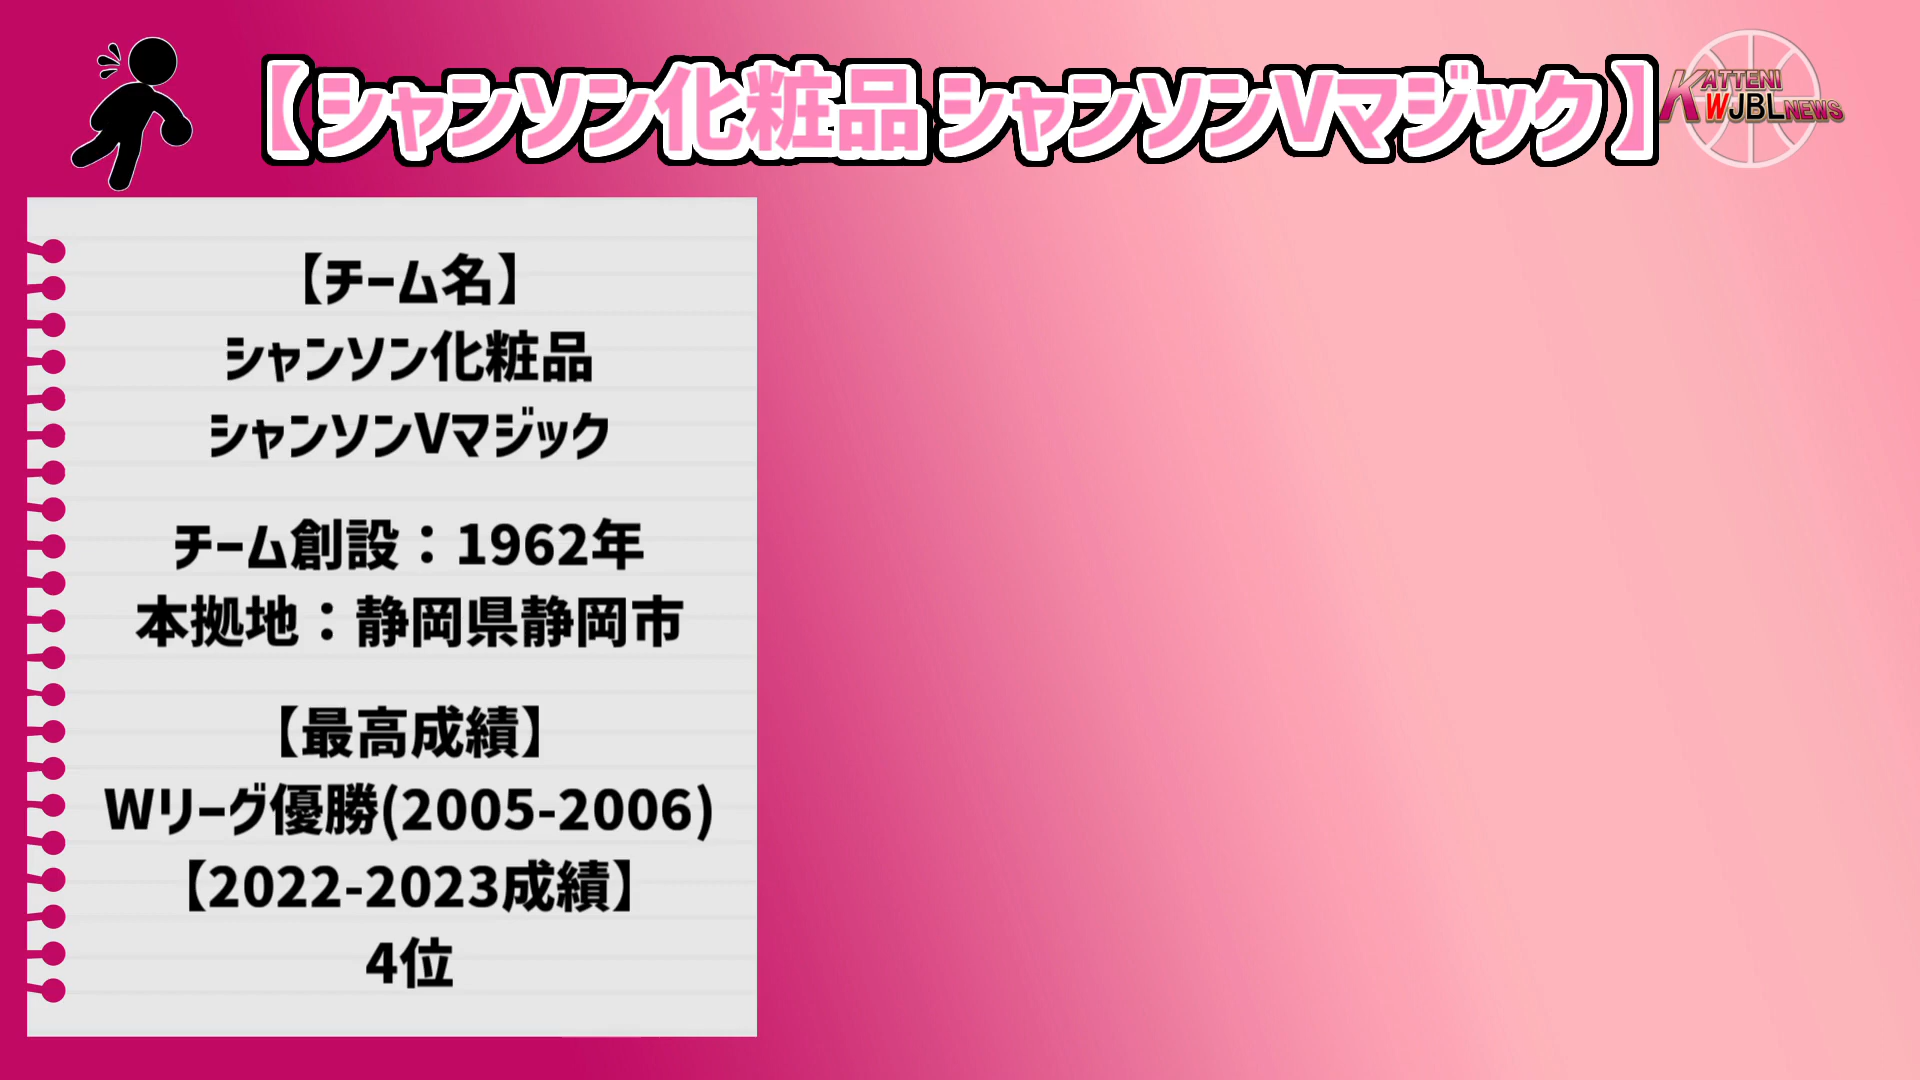 【シャンソン化粧品 シャンソンVマジック】
KATTENI
WJBL NEWS
【チーム名】
シャンソン化粧品
シャンソンVマジック
チーム創設：1962年
本拠地：静岡県静岡市
【最高成績】
Wリーグ優勝(2005-2006)
【2022-2023成績】
4位